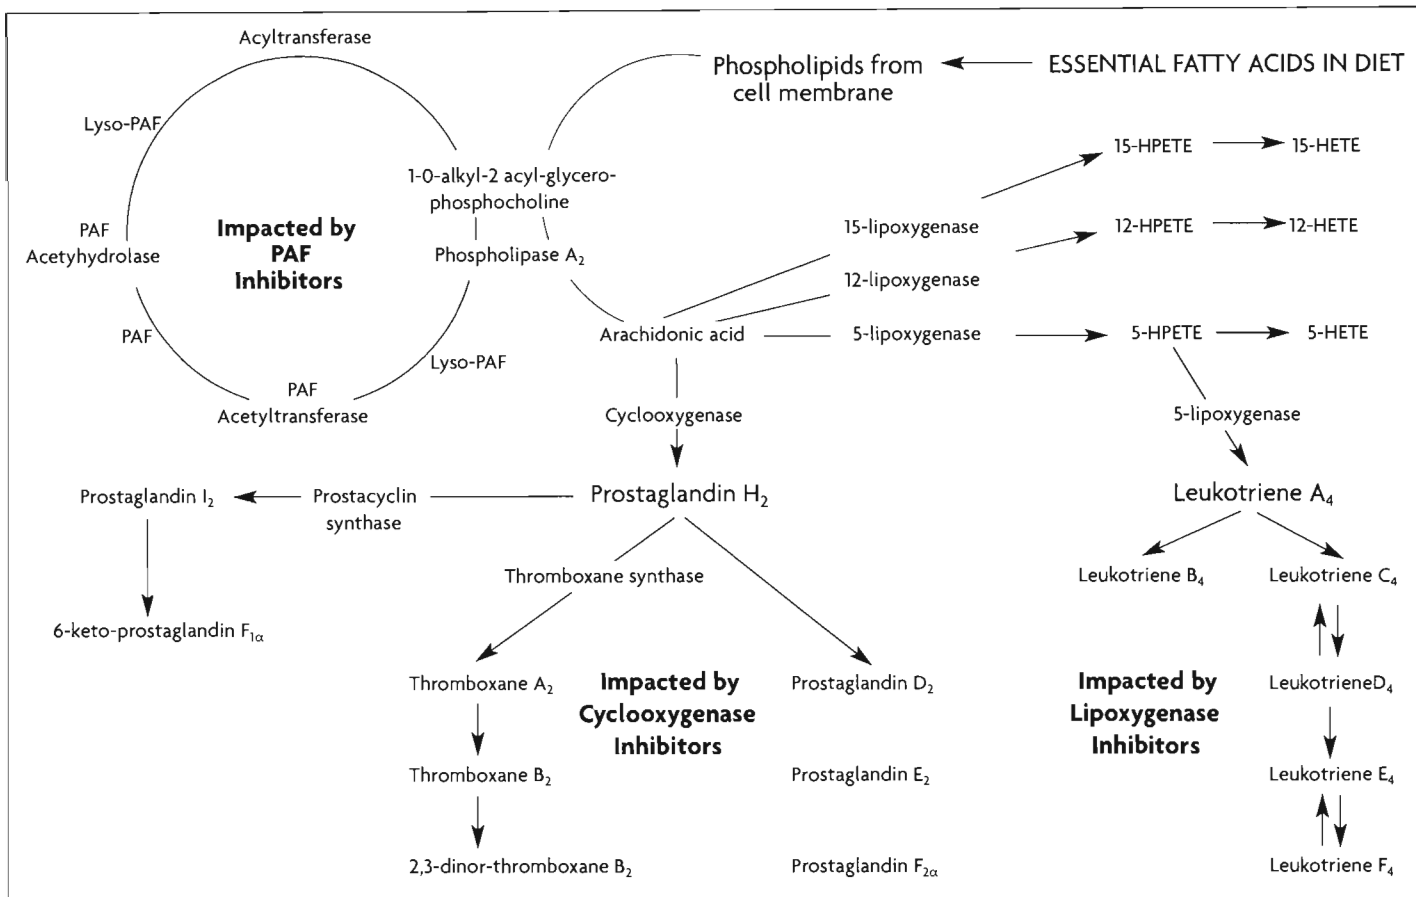 Acyltransferase
Phospholipids from
cell membrane
ESSENTIAL FATTY ACIDS IN DIET
Lyso-PAF
15-HPETE
15-HETE
1-0-alkyl-2 acyl-glycero-
phosphocholine
Impacted by
PAF
Inhibitors
15-lipoxygenase
12-HPETE
12-HETE
PAF
Acetyhydrolase
Phospholipase A₂
12-lipoxygenase
PAF
Arachidonic acid
5-lipoxygenase
5-HPETE
5-HETE
Lyso-PAF
PAF
Acetyltransferase
Cyclooxygenase
5-lipoxygenase
Prostaglandin I₂
Prostacyclin
synthase
Prostaglandin H₂
Leukotriene A₄
Thromboxane synthase
Leukotriene B₄
Leukotriene C₄
6-keto-prostaglandin F₁α
Thromboxane A₂
Impacted by
Cyclooxygenase
Inhibitors
Prostaglandin D₂
Impacted by
Lipoxygenase
Inhibitors
LeukotrieneD₄
Thromboxane B₂
Prostaglandin E₂
Leukotriene E₄
2,3-dinor-thromboxane B₂
Prostaglandin F₂α
Leukotriene F₄